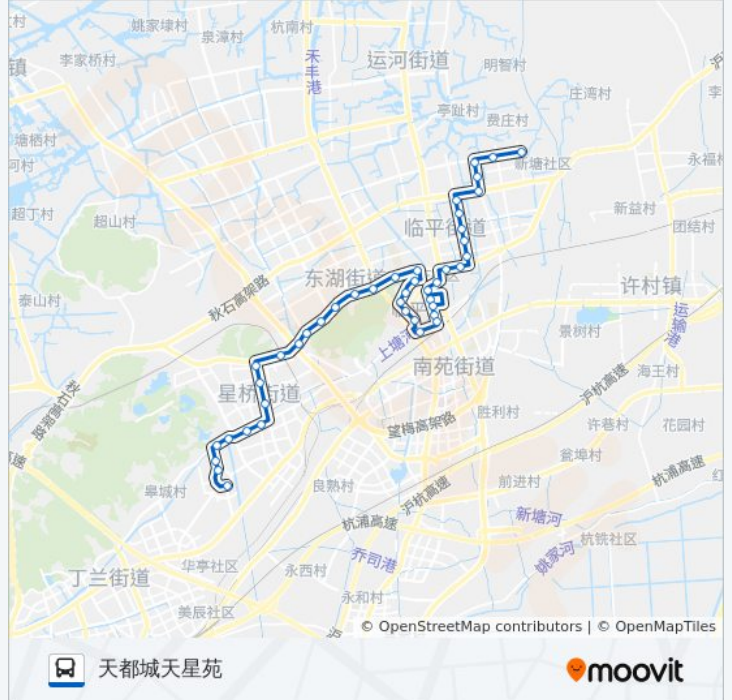 姚家埭村
杭南村
泉漳村
禾丰港
运河街道
李家桥村
镇
明智村
庄湾村
亭趾村
费庄村
塘栖村
河村
新塘社区
永福村
超丁村
超山村
临平街道
新益村
团结村
东湖街道
秋石高架路
泰山村
许村镇
运输港
上塘河
景树村
南苑街道
海王村
沪杭高速
秋石高架路
星桥街道
望梅高架路
胜利村
许巷村
花园村
高速
翁埠村
杭浦高速
皋城村
良熟村
沪杭高速
前进村
杭浦高速
新塘河
杭铣社区
乔司港
姚家河
丁兰街道
华亭社区
永西村
美辰社区
永和村
© OpenStreetMap contributors | © OpenMapTiles
天都城天星苑
moovit